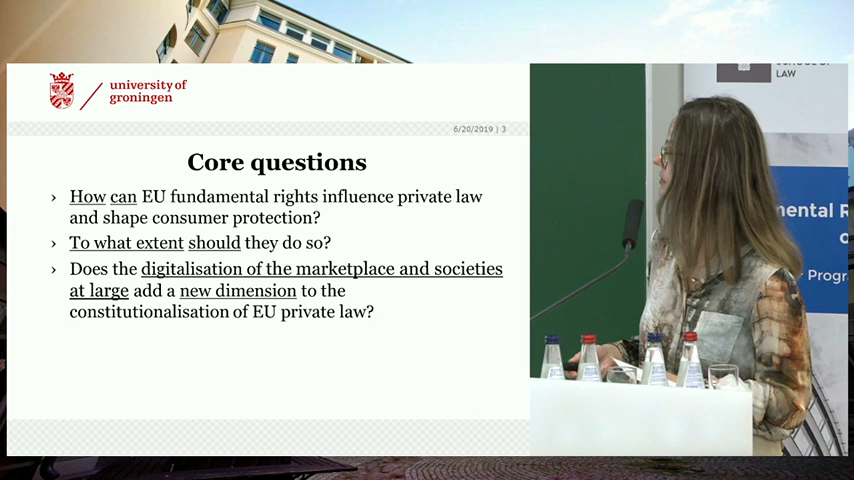 university of
groningen
6/20/2019 | 3
Core questions
› How can EU fundamental rights influence private law
and shape consumer protection?
› To what extent should they do so?
› Does the digitalisation of the marketplace and societies
at large add a new dimension to the
constitutionalisation of EU private law?
LAW